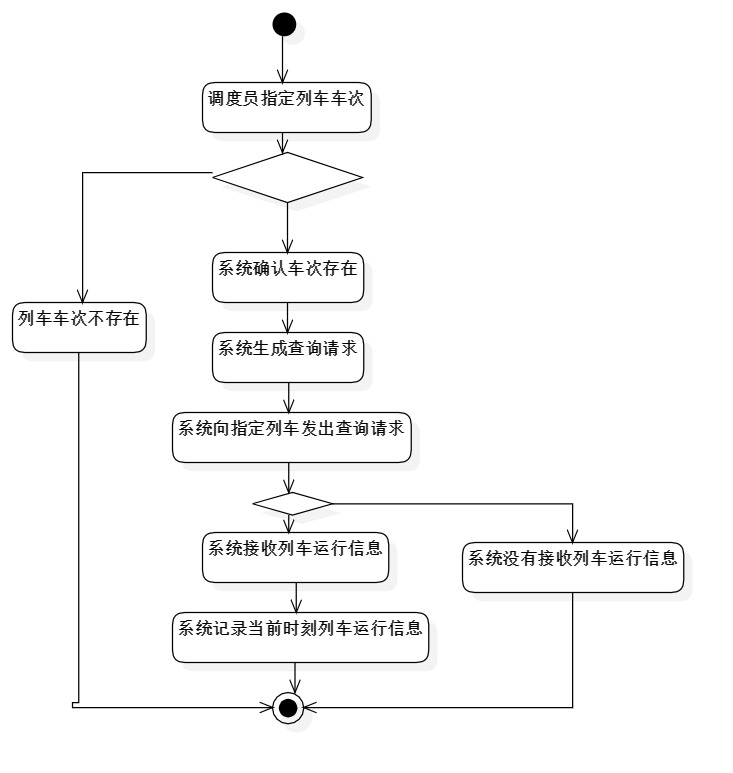 调度员指定列车车次
系统确认车次存在
列车车次不存在
系统生成查询请求
系统向指定列车发出查询请求
系统接收列车运行信息
系统没有接收列车运行信息
系统记录当前时刻列车运行信息